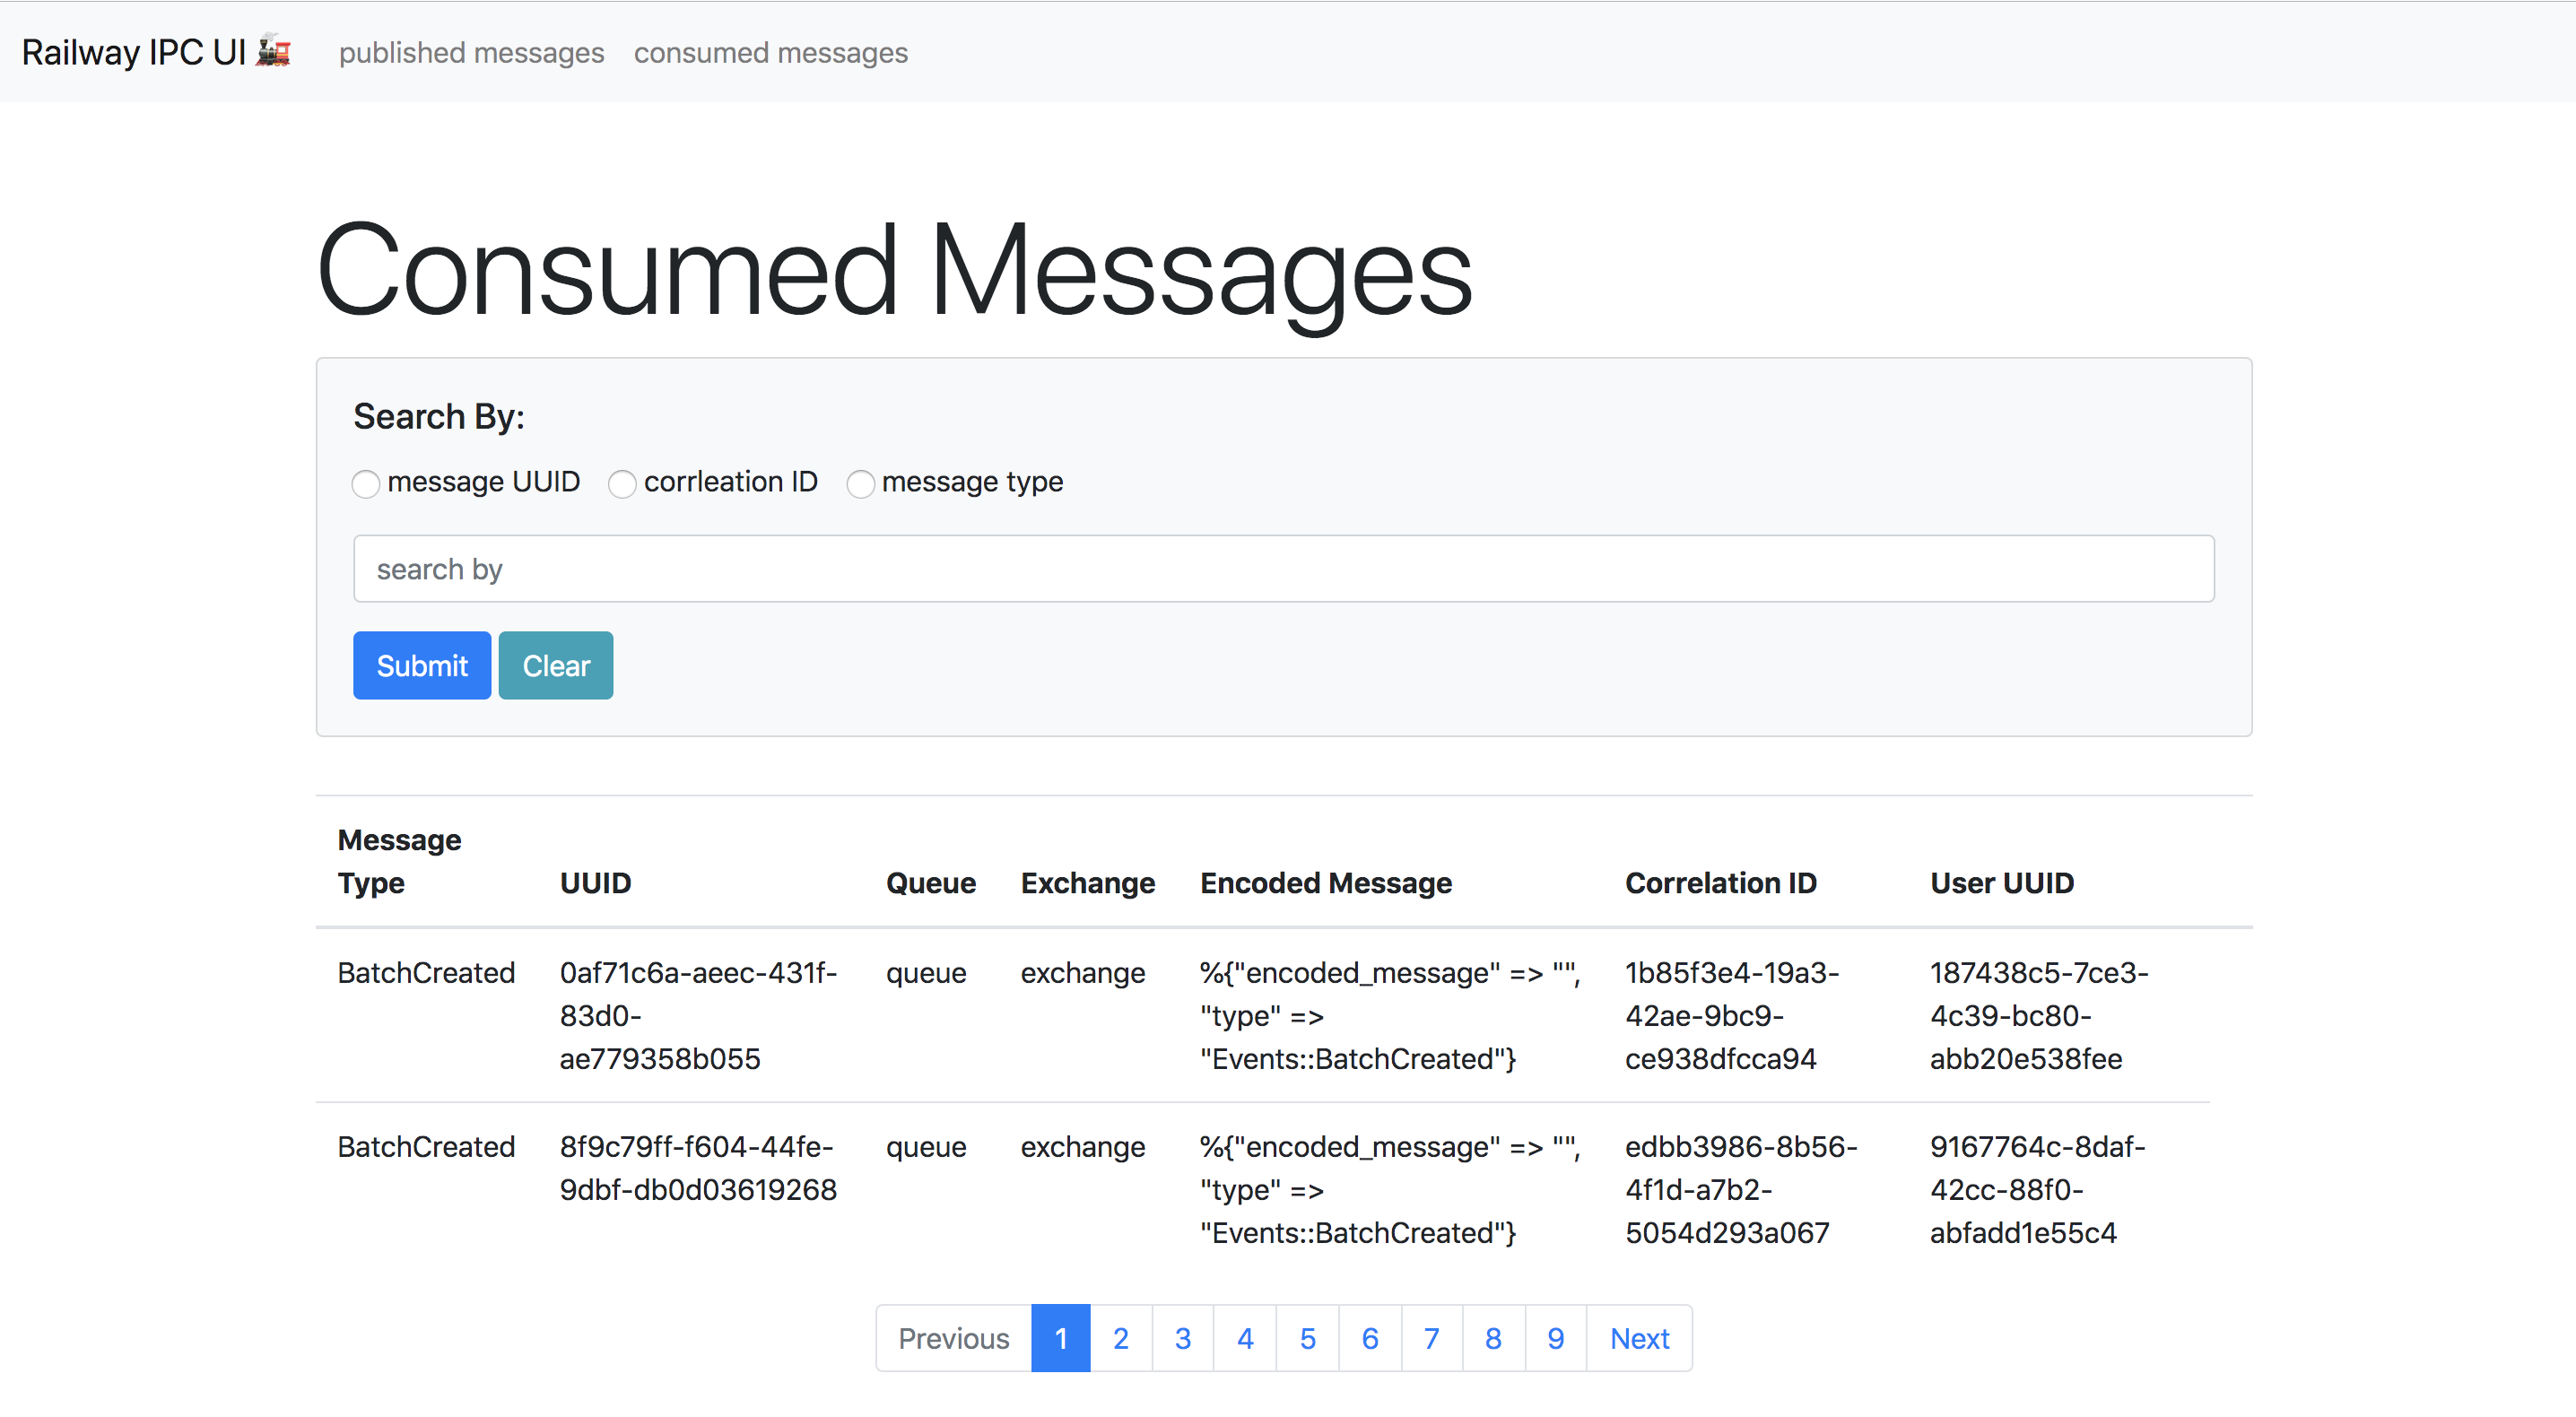 Railway IPC UI 🚂 published messages consumed messages
Consumed Messages
Search By:
message UUID corrleation ID message type
search by
Submit Clear
Message
Type UUID Queue Exchange Encoded Message Correlation ID User UUID
BatchCreated 0af71c6a-aeec-431f- queue exchange %{"encoded_message" => "", 1b85f3e4-19a3- 187438c5-7ce3-
83d0- "type" => 42ae-9bc9- 4c39-bc80-
ae779358b055 "Events::BatchCreated"} ce938dfcca94 abb20e538fee
BatchCreated 8f9c79ff-f604-44fe- queue exchange %{"encoded_message" => "", edbb3986-8b56- 9167764c-8daf-
9dbf-db0d03619268 "type" => 4f1d-a7b2- 42cc-88f0-
"Events::BatchCreated"} 5054d293a067 abfadd1e55c4
Previous 1 2 3 4 5 6 7 8 9 Next